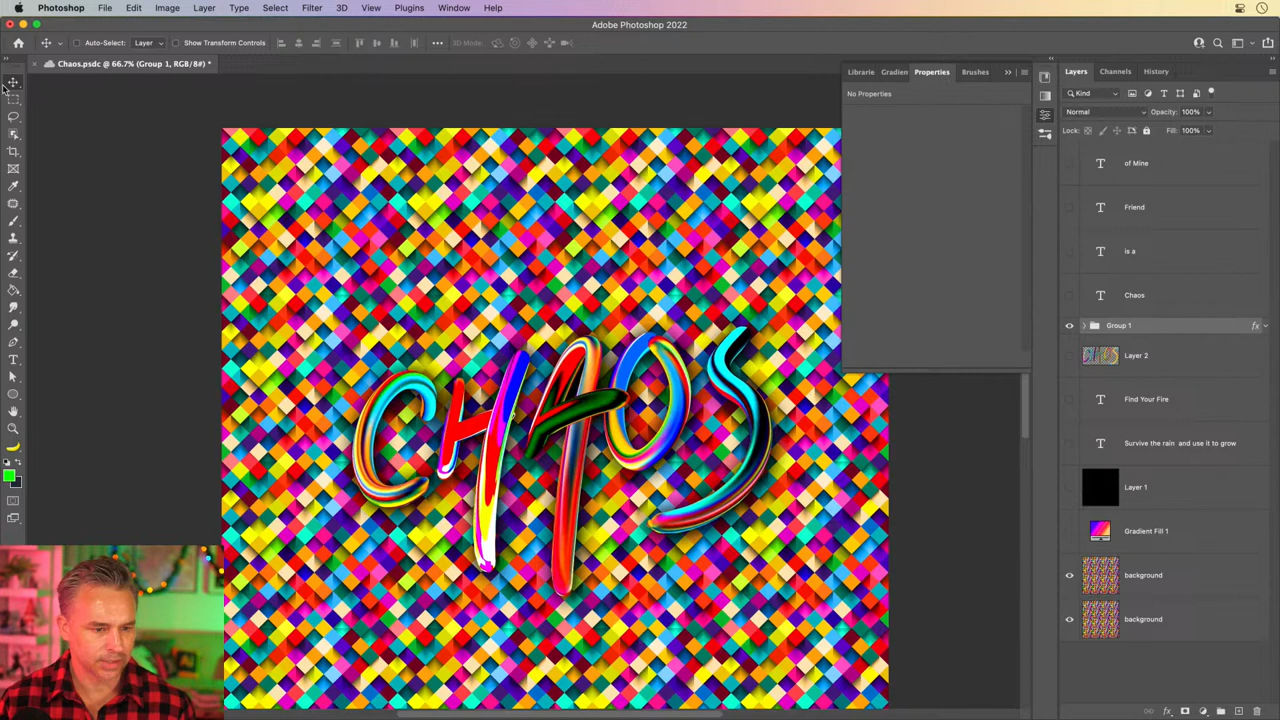 Photoshop File Edit Image Layer Type Select Filter 3D View Plugins Window Help
Adobe Photoshop 2022
Auto-Select: Layer Show Transform Controls 3D Mode:
Chaos.psdc @ 66.7% (Group 1, RGB/8#) *
Librarie Gradien Properties Brushes
No Properties
Layers Channels History
Kind
Normal Opacity: 100%
Lock: Fill: 100%
of Mine
Friend
is a
Chaos
Group 1 fx
Layer 2
Find Your Fire
Survive the rain and use it to grow
Layer 1
Gradient Fill 1
background
background
CHAOS
fx